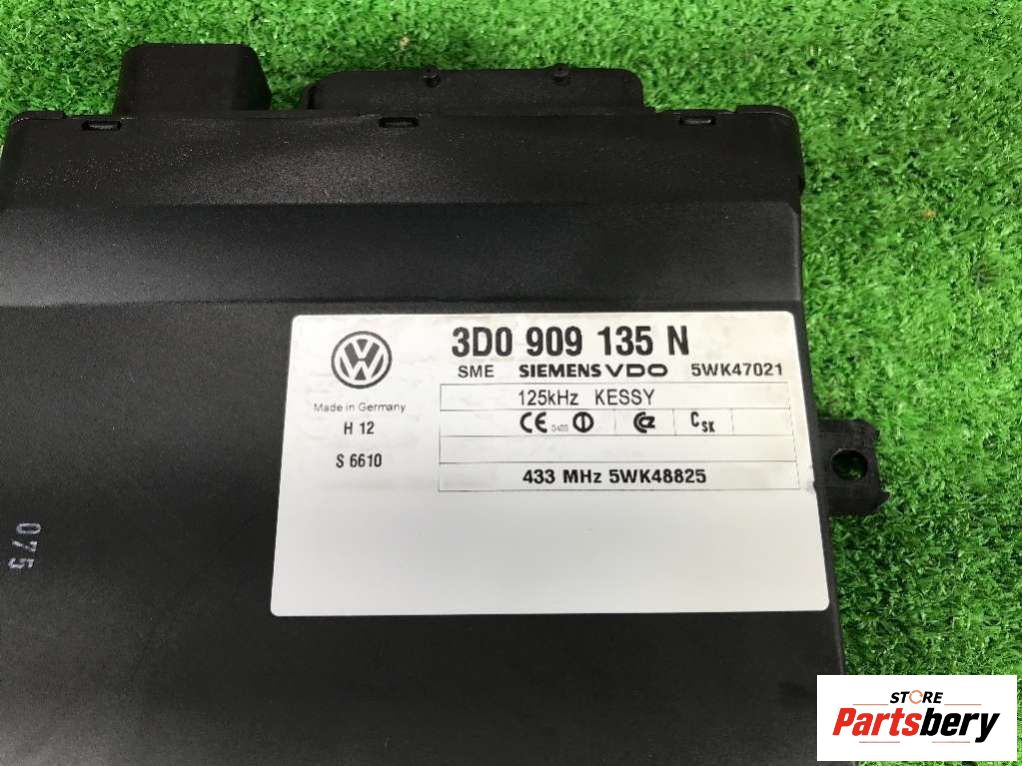 3D0 909 135 N
SME SIEMENS VDO 5WK47021
125kHz KESSY
Made in Germany
H 12
CSK
S 6610
433 MHz 5WK48825
075
STORE
Partsbery